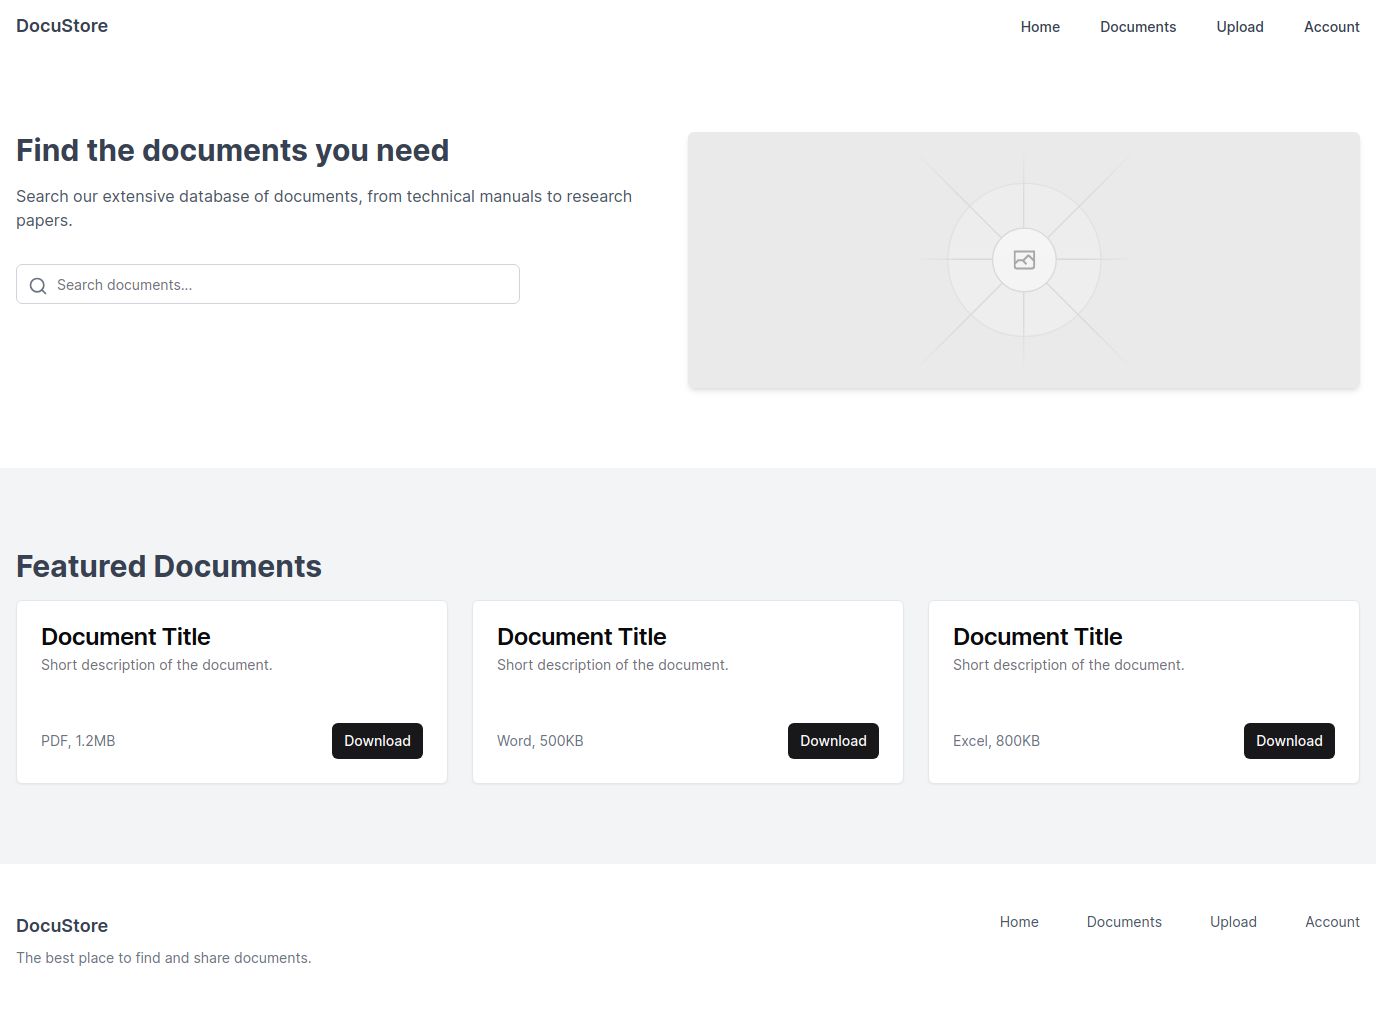 DocuStore
Home Documents Upload Account
Find the documents you need
Search our extensive database of documents, from technical manuals to research
papers.
Search documents...
Featured Documents
Document Title
Short description of the document.
PDF, 1.2MB
Download
Document Title
Short description of the document.
Word, 500KB
Download
Document Title
Short description of the document.
Excel, 800KB
Download
DocuStore
The best place to find and share documents.
Home Documents Upload Account